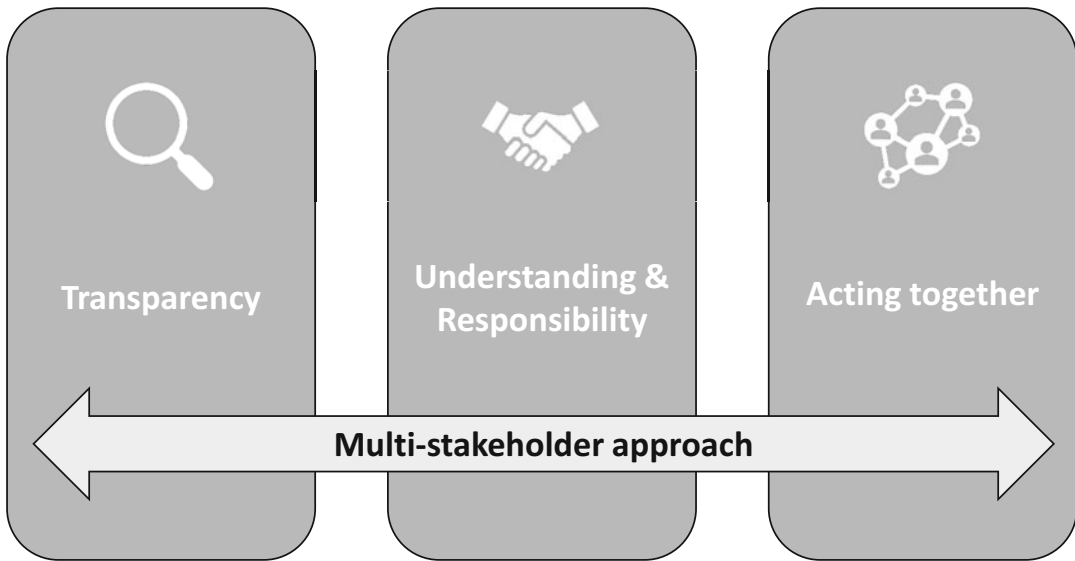 Transparency
Understanding &
Responsibility
Acting together
Multi-stakeholder approach